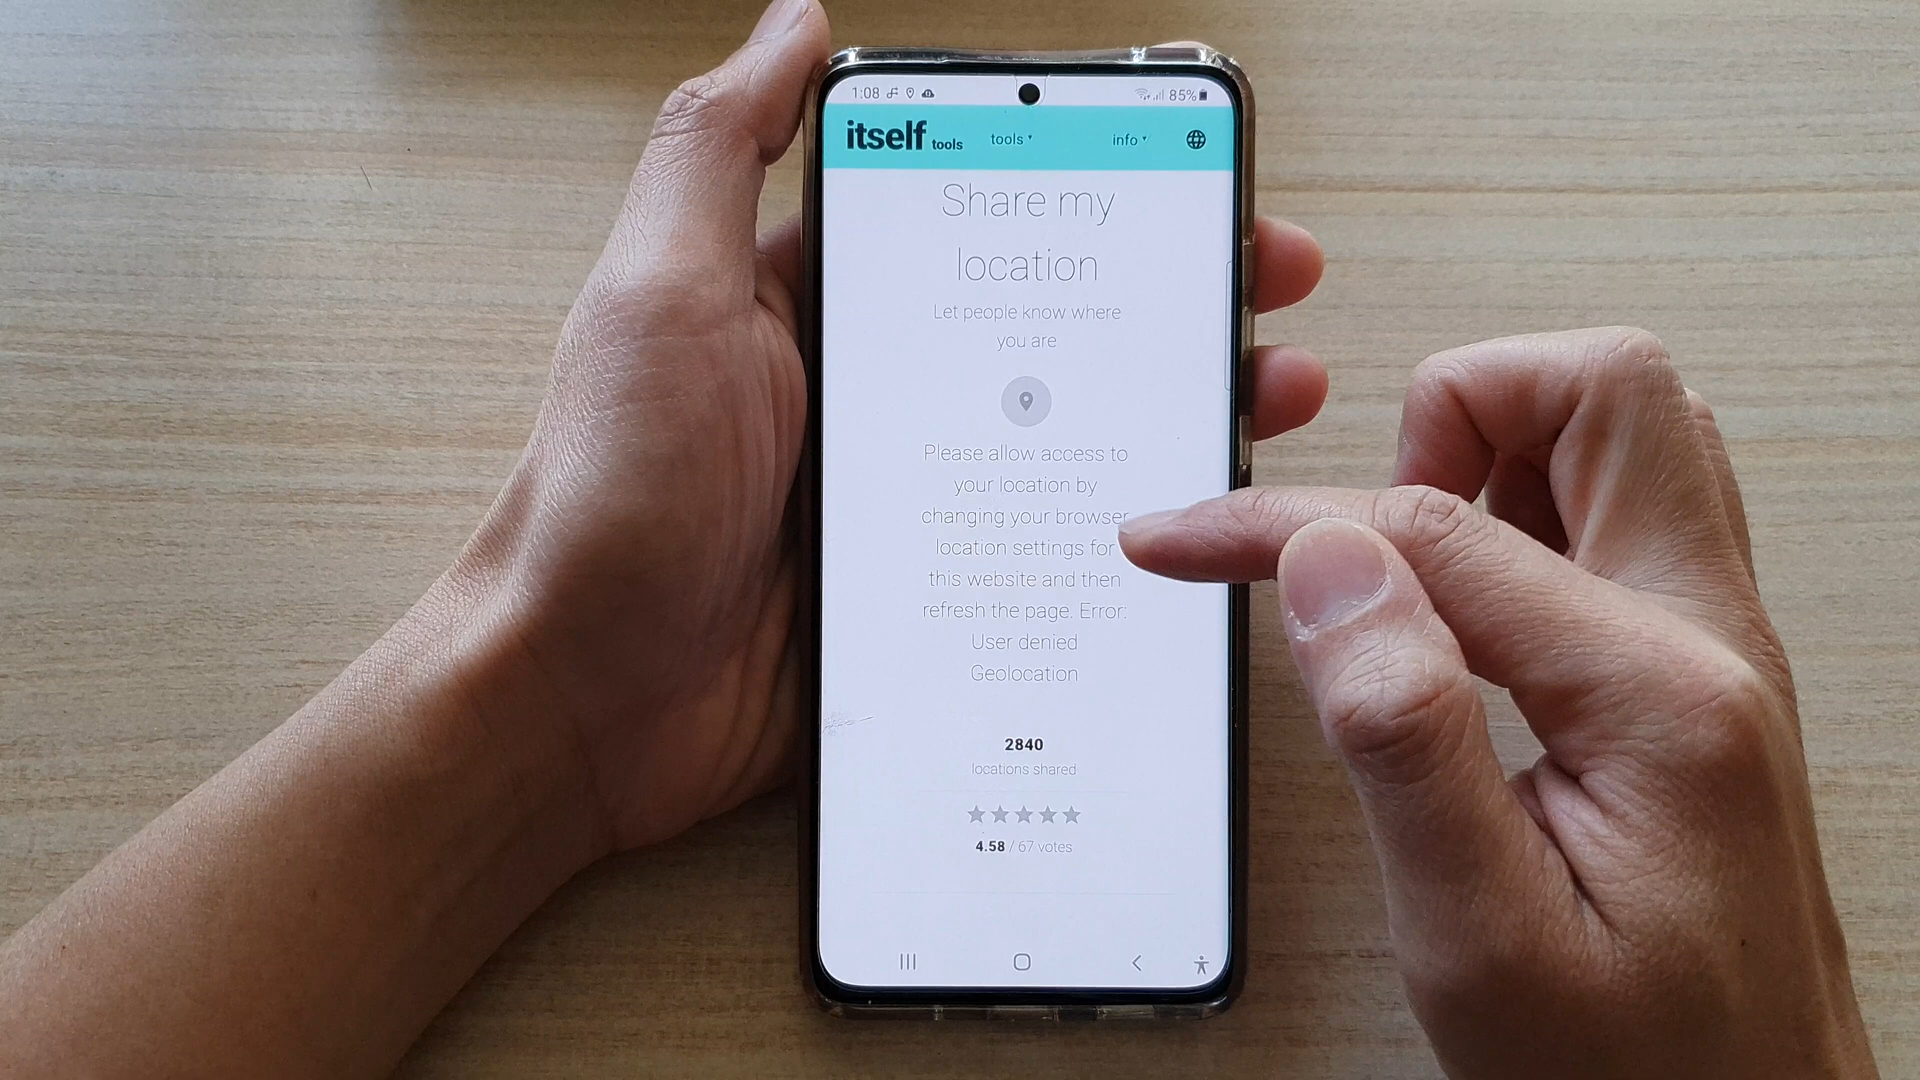 1:08 85%
itself tools tools info
Share my
location
Let people know where
you are
Please allow access to
your location by
changing your browser
location settings for
this website and then
refresh the page. Error:
User denied
Geolocation
2840
locations shared
4.58 / 67 votes